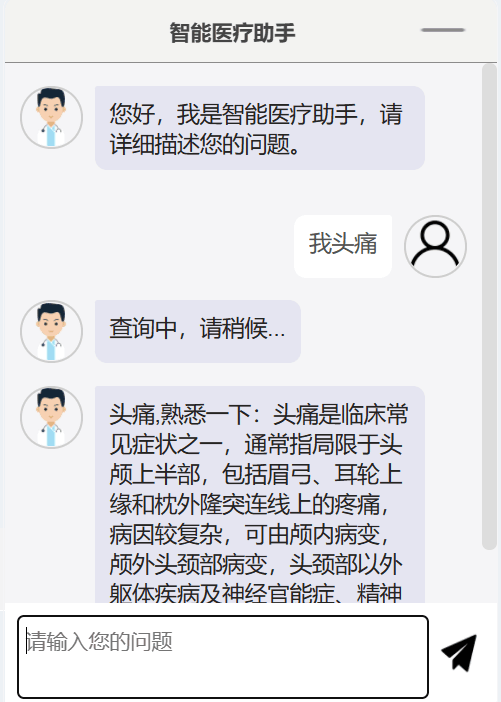 智能医疗助手
您好，我是智能医疗助手，请
详细描述您的问题。
我头痛
查询中，请稍候...
头痛,熟悉一下：头痛是临床常
见症状之一，通常指局限于头
颅上半部，包括眉弓、耳轮上
缘和枕外隆突连线上的疼痛，
病因较复杂，可由颅内病变，
颅外头颈部病变，头颈部以外
躯体疾病及神经官能症、精神
请输入您的问题